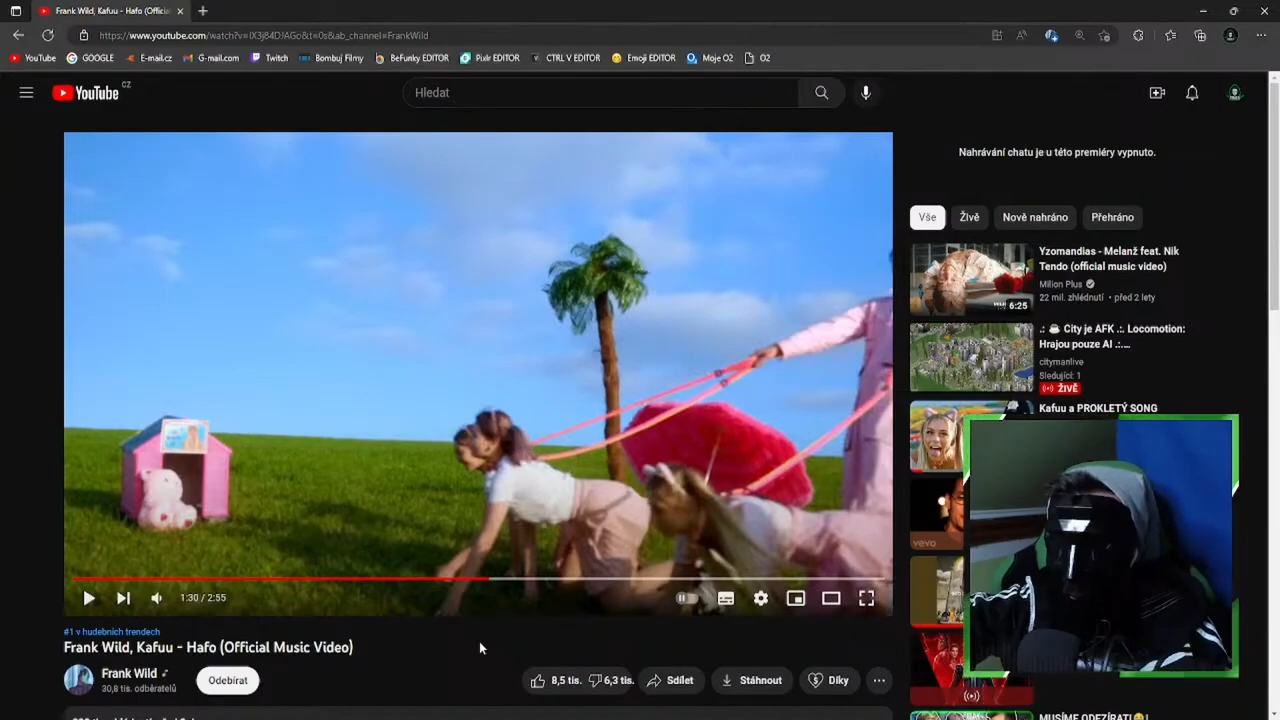 Frank Wild, Kafuu - Hafo (Official
https://www.youtube.com/watch?v=IX3j84DJAGo&t=0s&ab_channel=FrankWild
YouTube
GOOGLE
E-mail.cz
G-mail.com
Twitch
Bombuj Filmy
BeFunky EDITOR
Pixlr EDITOR
CTRL V EDITOR
Emoji EDITOR
Moje O2
O2
YouTube CZ
Hledat
Nahrávání chatu je u této premiéry vypnuto.
Vše
Živě
Nově nahráno
Přehráno
Yzomandias - Melanž feat. Nik
Tendo (official music video)
Milion Plus
22 mil. zhlédnutí • před 2 lety
6:25
.: ☕ City je AFK .:. Locomotion:
Hrajou pouze AI .:...
citymanlive
Sledující: 1
ŽIVĚ
Kafuu a PROKLETÝ SONG
vevo
1:30 / 2:55
#1 v hudebních trendech
Frank Wild, Kafuu - Hafo (Official Music Video)
Frank Wild
30,8 tis. odběratelů
Odebírat
8,5 tis.
6,3 tis.
Sdílet
Stáhnout
Díky
MUSÍME ODEZÍRAT!